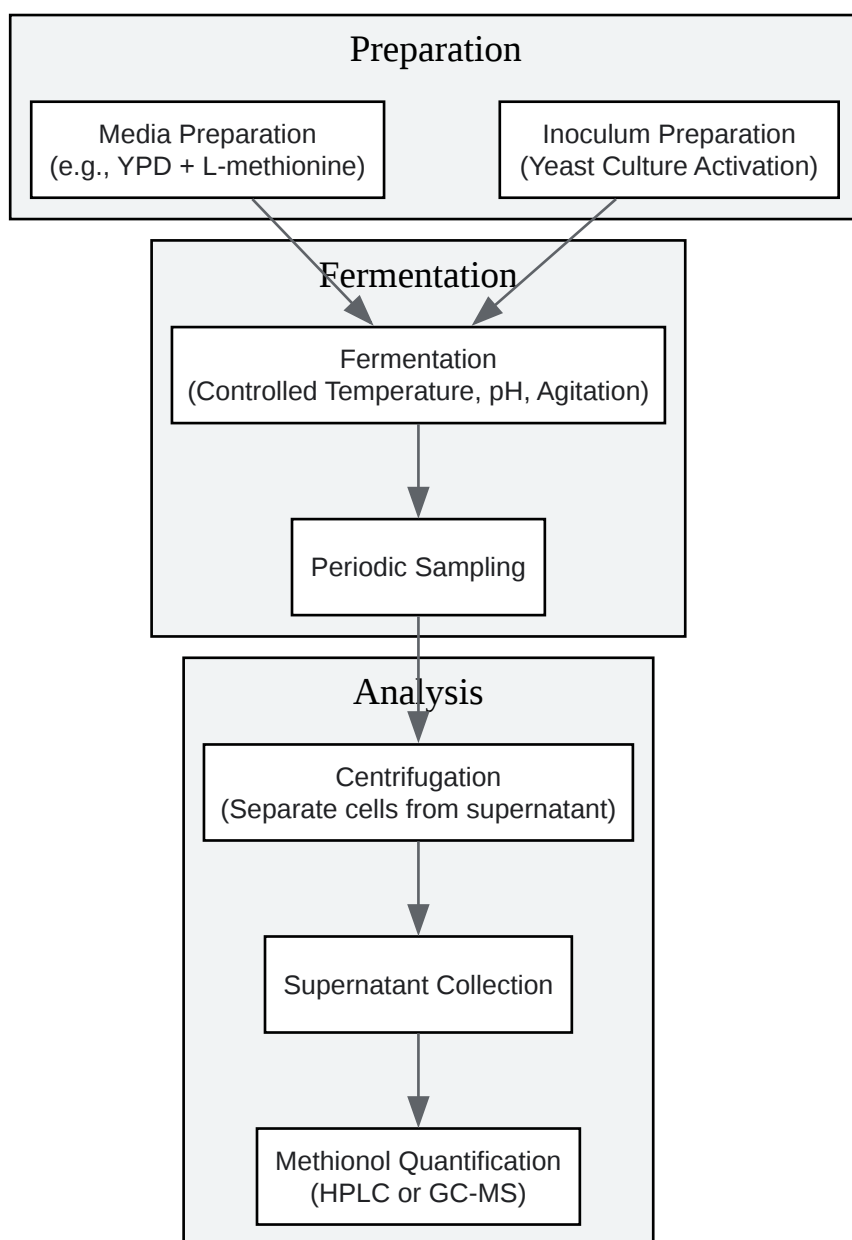 Preparation
Media Preparation
(e.g., YPD + L-methionine)
Inoculum Preparation
(Yeast Culture Activation)
Fermentation
Fermentation
(Controlled Temperature, pH, Agitation)
Periodic Sampling
Analysis
Centrifugation
(Separate cells from supernatant)
Supernatant Collection
Methionol Quantification
(HPLC or GC-MS)